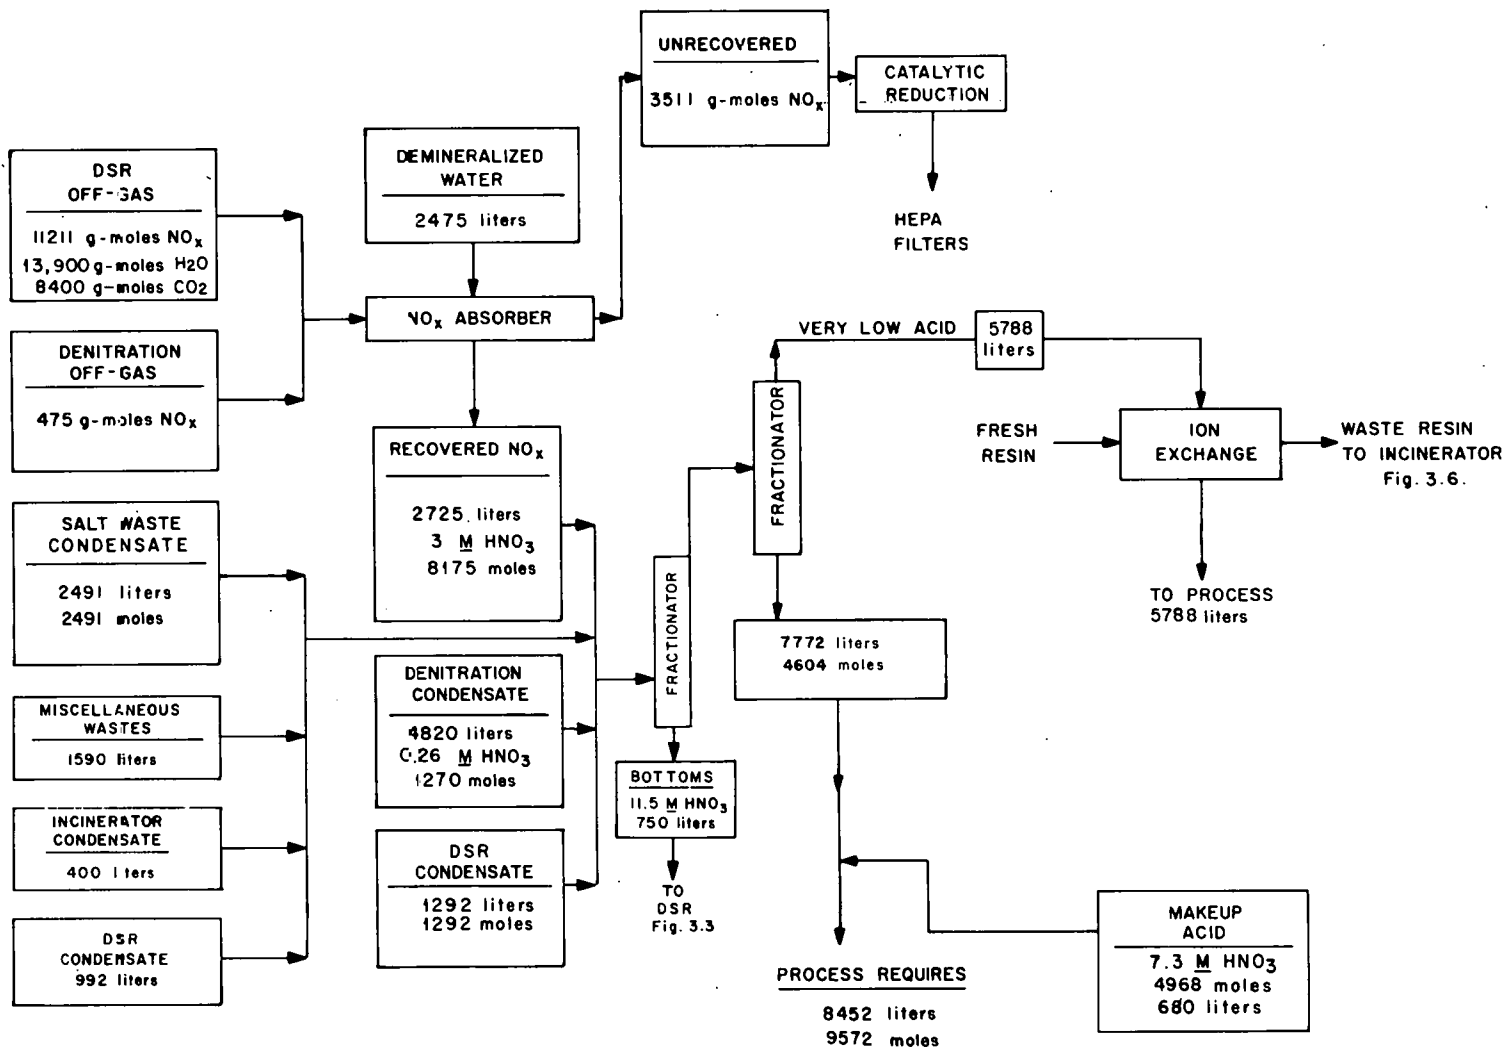 UNRECOVERED
3511 g-moles NOx
CATALYTIC
REDUCTION
HEPA
FILTERS
DSR
OFF-GAS
11211 g-moles NOx
13,900 g-moles H2O
8400 g-moles CO2
DEMINERALIZED
WATER
2475 liters
NOx ABSORBER
DENITRATION
OFF-GAS
475 g-moles NOx
RECOVERED NOx
2725 liters
3 M HNO3
8175 moles
SALT WASTE
CONDENSATE
2491 liters
2491 moles
MISCELLANEOUS
WASTES
1590 liters
INCINERATOR
CONDENSATE
400 liters
DSR
CONDENSATE
992 liters
DENITRATION
CONDENSATE
4820 liters
0.26 M HNO3
1270 moles
DSR
CONDENSATE
1292 liters
1292 moles
FRACTIONATOR
BOTTOMS
11.5 M HNO3
750 liters
TO
DSR
Fig. 3.3
FRACTIONATOR
VERY LOW ACID
5788
liters
FRESH
RESIN
ION
EXCHANGE
WASTE RESIN
TO INCINERATOR
Fig. 3.6.
TO PROCESS
5788 liters
7772 liters
4604 moles
MAKEUP
ACID
7.3 M HNO3
4968 moles
680 liters
PROCESS REQUIRES
8452 liters
9572 moles